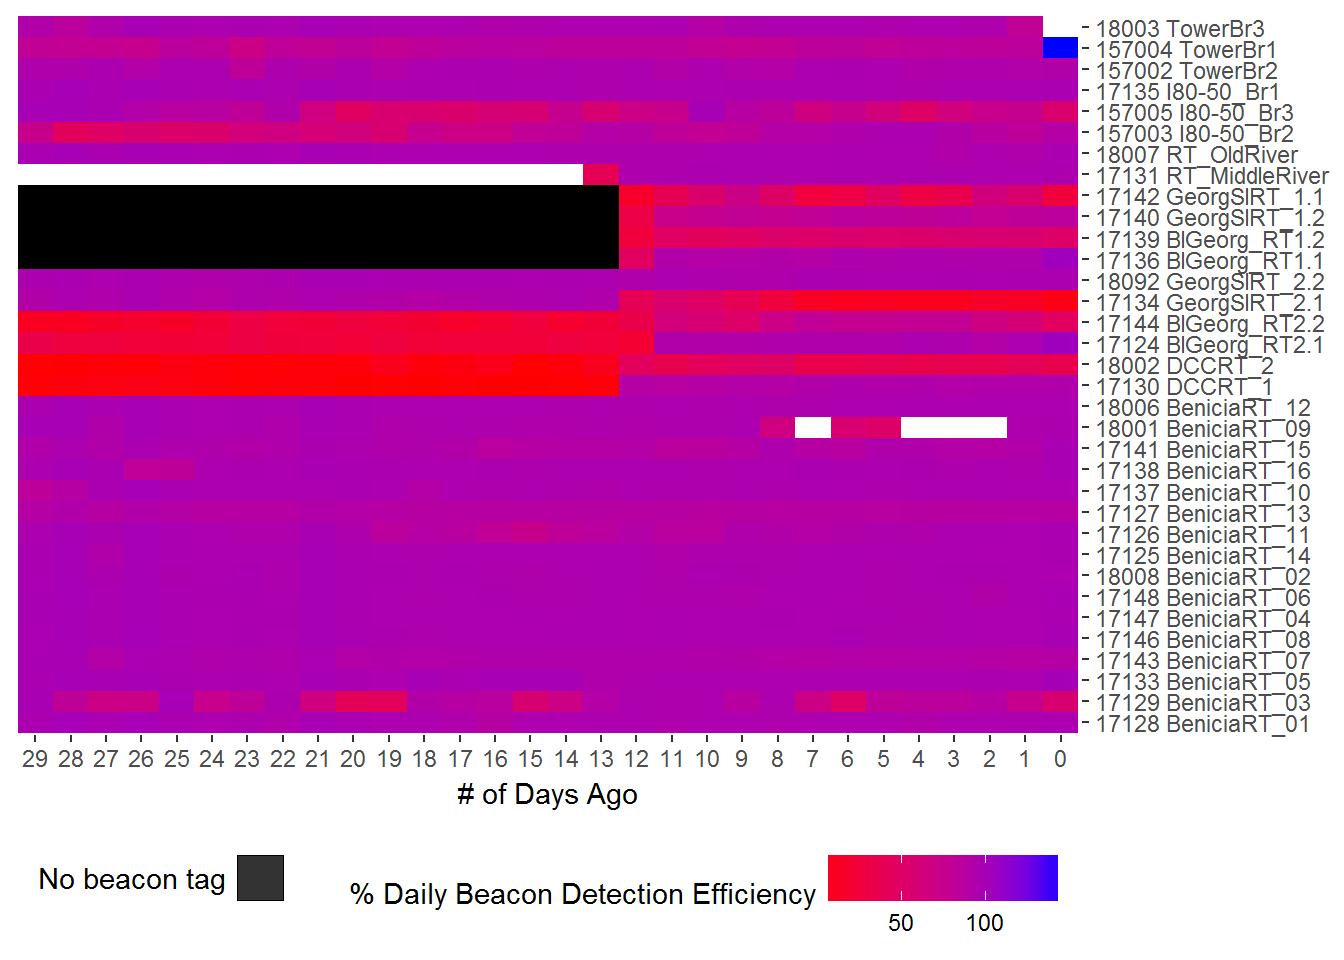 18003 TowerBr3
157004 TowerBr1
157002 TowerBr2
17135 I80-50_Br1
157005 I80-50_Br3
157003 I80-50_Br2
18007 RT_OldRiver
17131 RT_MiddleRiver
17142 GeorgSlRT_1.1
17140 GeorgSlRT_1.2
17139 BlGeorg_RT1.2
17136 BlGeorg_RT1.1
18092 GeorgSlRT_2.2
17134 GeorgSlRT_2.1
17144 BlGeorg_RT2.2
17124 BlGeorg_RT2.1
18002 DCCRT_2
17130 DCCRT_1
18006 BeniciaRT_12
18001 BeniciaRT_09
17141 BeniciaRT_15
17138 BeniciaRT_16
17137 BeniciaRT_10
17127 BeniciaRT_13
17126 BeniciaRT_11
17125 BeniciaRT_14
18008 BeniciaRT_02
17148 BeniciaRT_06
17147 BeniciaRT_04
17146 BeniciaRT_08
17143 BeniciaRT_07
17133 BeniciaRT_05
17129 BeniciaRT_03
17128 BeniciaRT_01
29 28 27 26 25 24 23 22 21 20 19 18 17 16 15 14 13 12 11 10 9 8 7 6 5 4 3 2 1 0
# of Days Ago
No beacon tag
% Daily Beacon Detection Efficiency
50 100